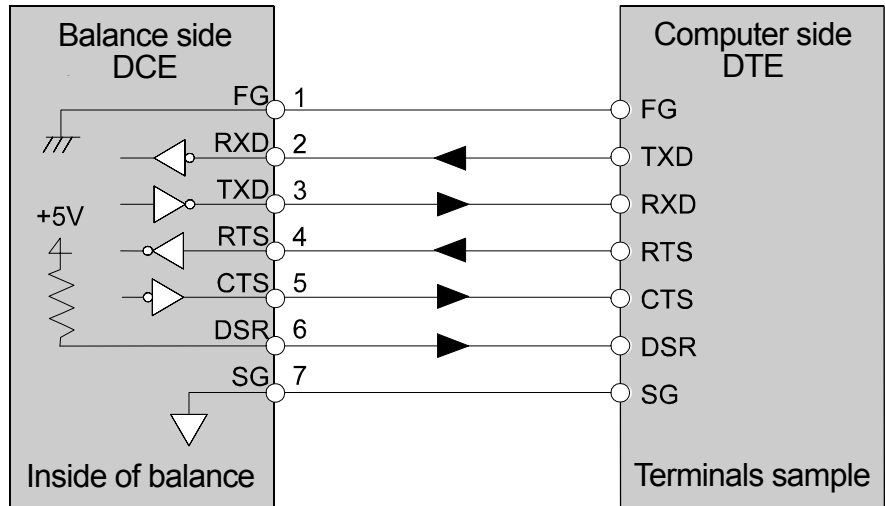 Balance side
DCE
Computer side
DTE
FG 1 FG
RXD 2 TXD
TXD 3 RXD
+5V
RTS 4 RTS
CTS 5 CTS
DSR 6 DSR
SG 7 SG
Inside of balance
Terminals sample